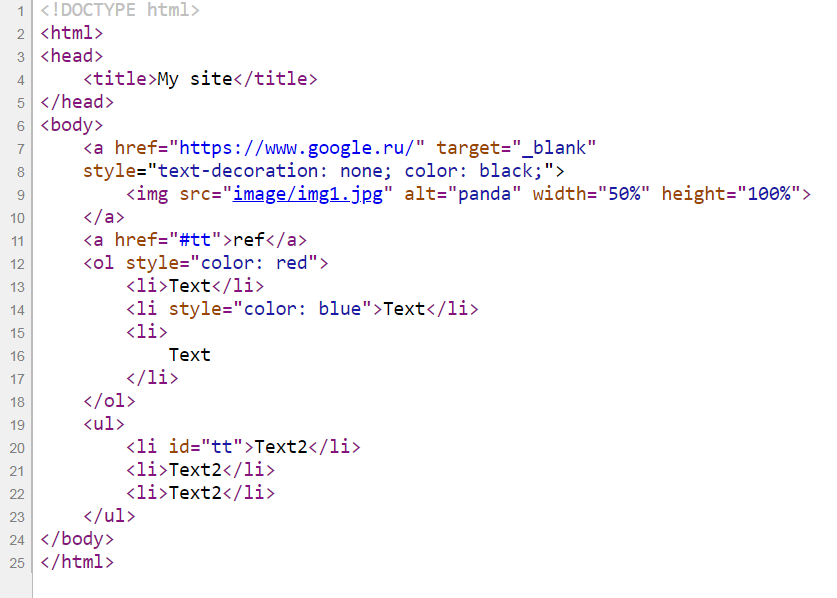 1 <!DOCTYPE html>
2 <html>
3 <head>
4     <title>My site</title>
5 </head>
6 <body>
7     <a href="https://www.google.ru/" target="_blank"
8     style="text-decoration: none; color: black;">
9         <img src="image/img1.jpg" alt="panda" width="50%" height="100%">
10     </a>
11     <a href="#tt">ref</a>
12     <ol style="color: red">
13         <li>Text</li>
14         <li style="color: blue">Text</li>
15         <li>
16             Text
17         </li>
18     </ol>
19     <ul>
20         <li id="tt">Text2</li>
21         <li>Text2</li>
22         <li>Text2</li>
23     </ul>
24 </body>
25 </html>